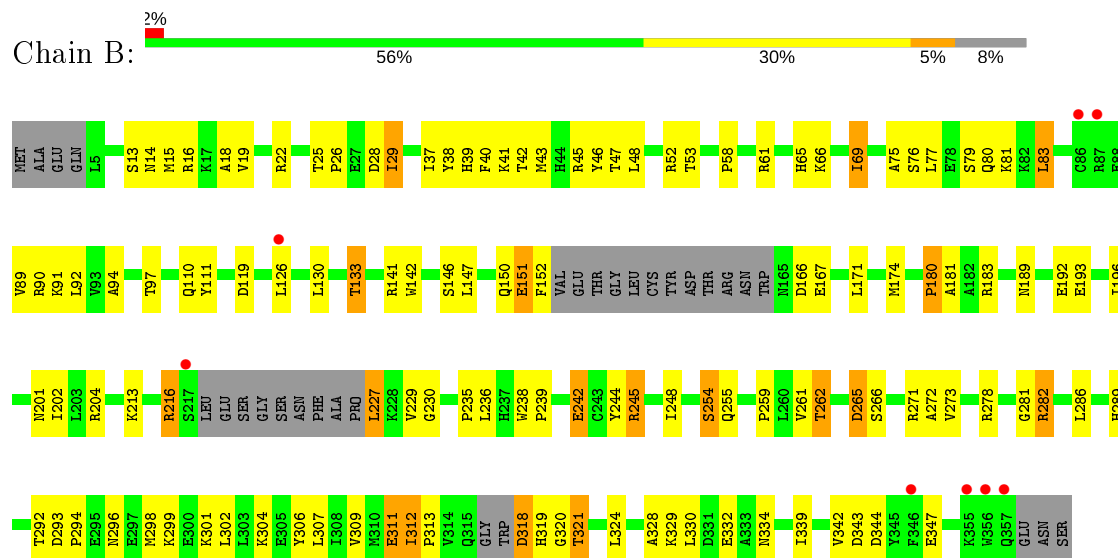 2%
Chain B:
56% 30% 5% 8%
MET ALA GLU GLN L5 S13 N14 M15 R16 K17 A18 V19 R22 T25 P26 E27 D28 I29 I37 Y38 H39 F40 K41 T42 M43 H44 R45 Y46 T47 L48 R52 T53 P58 R61 H65 K66 I69 A75 S76 L77 E78 S79 Q80 K81 K82 L83 C86 R87
V89 R90 K91 L92 V93 A94 T97 Q110 Y111 D119 L126 L130 T133 R141 W142 S146 L147 Q150 E151 F152 VAL GLU THR GLY LEU CYS TYR ASP THR ARG ASN TRP N165 D166 E167 L171 M174 P180 A181 A182 R183 N189 E192 E193 I196
N201 I202 L203 R204 K213 R216 S217 LEU GLU SER GLY SER ASN PHE ALA PRO L227 K228 V229 G230 P235 L236 H237 W238 P239 E242 C243 Y244 R245 I248 S254 Q255 P259 L260 V261 T262 D265 S266 R271 A272 V273 R278 G281 R282 L286
T292 D293 P294 E295 N296 E297 M298 K299 E300 K301 L302 L303 K304 E305 Y306 L307 I308 V309 M310 E311 I312 P313 V314 Q315 GLY TRP D318 H319 G320 T321 L324 A328 K329 L330 D331 E332 A333 N334 I339 V342 D343 D344 Y345 F346 E347 K355 W356 Q357 GLU ASN SER